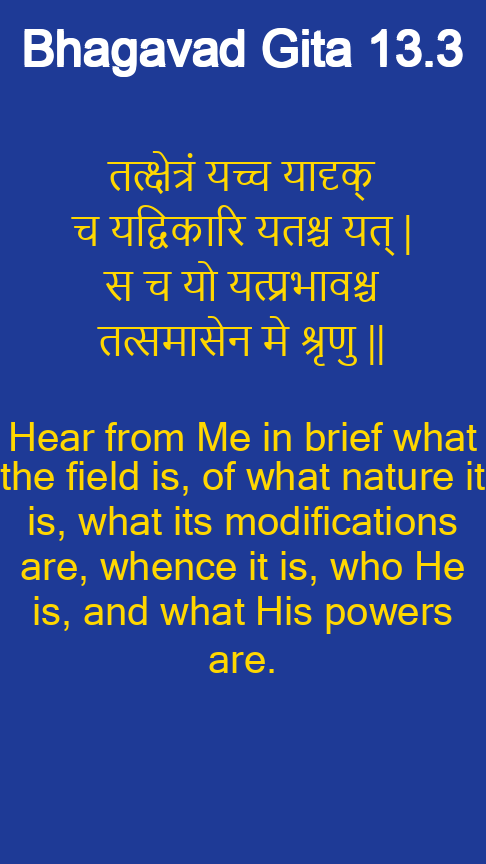 Bhagavad Gita 13.3
तत्क्षेत्रं यच्च यादृक्
च यद्विकारि यतश्च यत् |
स च यो यत्प्रभावश्च
तत्समासेन मे श्रृणु ||
Hear from Me in brief what
the field is, of what nature it
is, what its modifications
are, whence it is, who He
is, and what His powers
are.